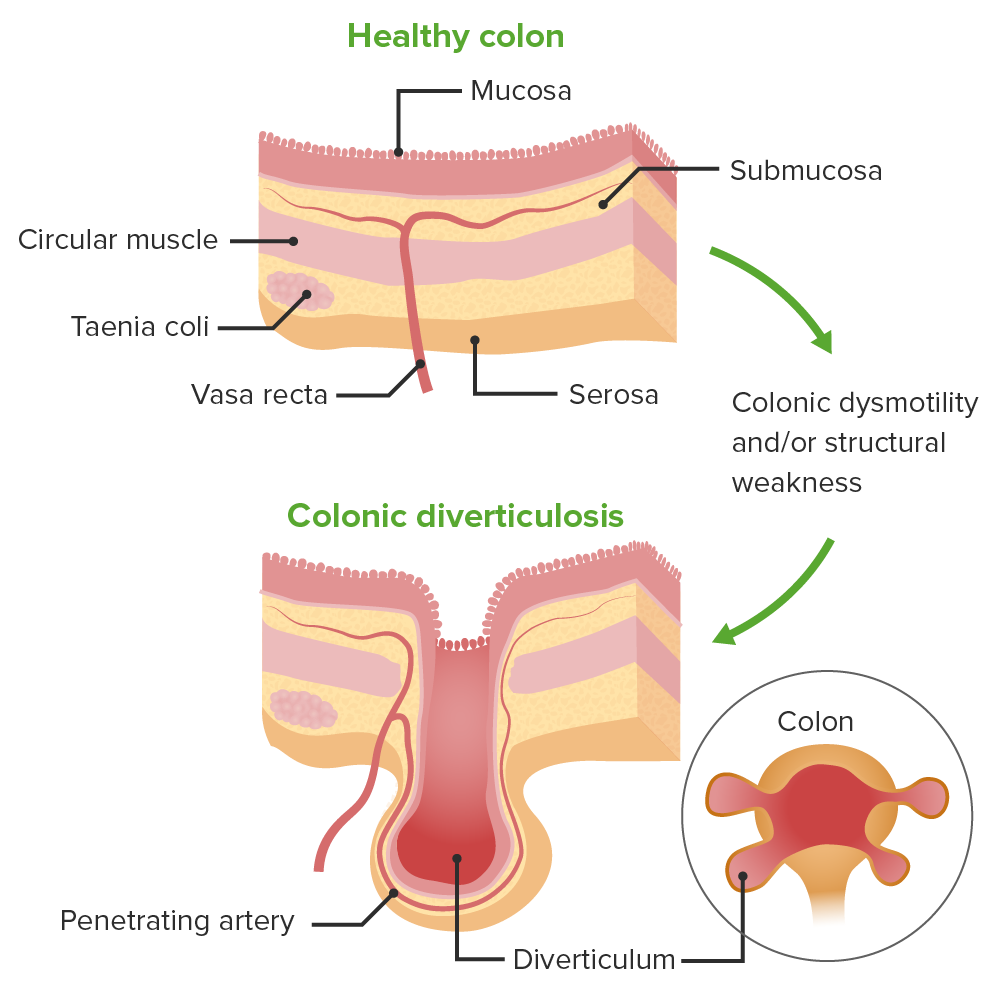 Healthy colon
Mucosa
Submucosa
Circular muscle
Taenia coli
Vasa recta
Serosa
Colonic dysmotility
and/or structural
weakness
Colonic diverticulosis
Colon
Penetrating artery
Diverticulum